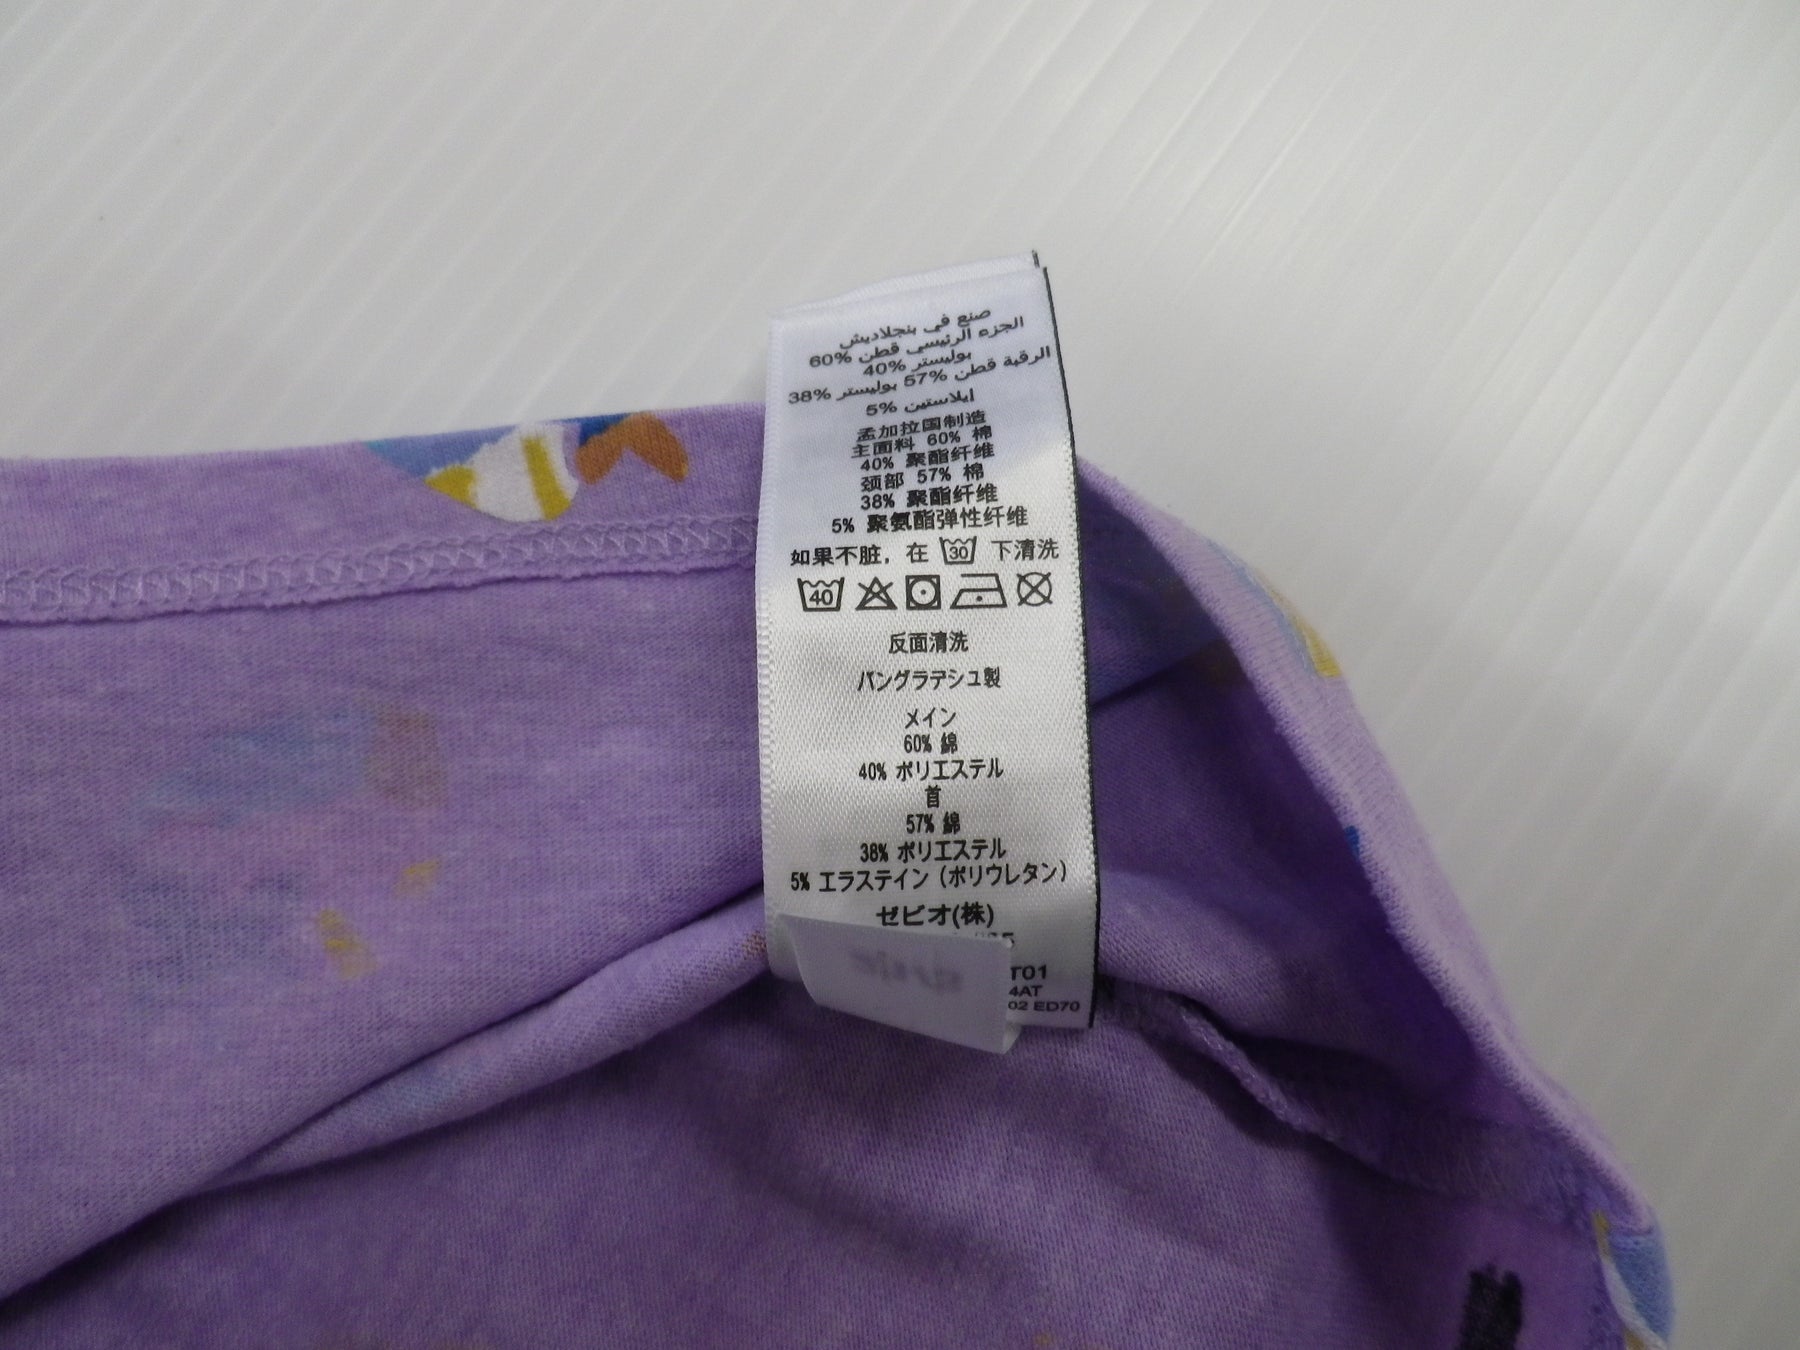 صنع في بنجلاديش
الجزء الرئيسي قطن %60
بوليستر %40
الرقبة قطن %57 بوليستر %38
ايلاستين %5
孟加拉国制造
主面料 60% 棉
40% 聚酯纤维
颈部 57% 棉
38% 聚酯纤维
5% 聚氨酯弹性纤维
如果不脏，在 30 下清洗
40
反面清洗
バングラデシュ製
メイン
60% 綿
40% ポリエステル
首
57% 綿
38% ポリエステル
5% エラステイン（ポリウレタン）
ゼビオ(株)
T01
4AT
02 ED70